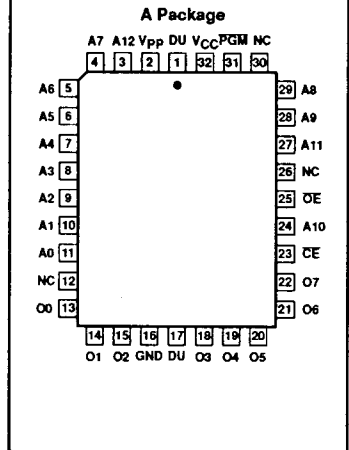 A Package
A7 A12 VPP DU VCC P̅G̅M̅ NC
4 3 2 1 32 31 30
A6 5 29 A8
A5 6 28 A9
A4 7 27 A11
A3 8 26 NC
A2 9 25 O̅E̅
A1 10 24 A10
A0 11 23 C̅E̅
NC 12 22 O7
O0 13 21 O6
14 15 16 17 18 19 20
O1 O2 GND DU O3 O4 O5